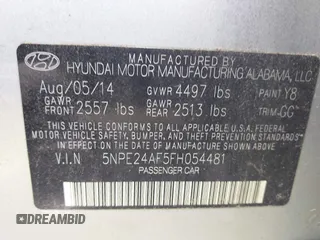 MANUFACTURED BY
HYUNDAI MOTOR MANUFACTURING ALABAMA, LLC
Aug/05/14 GVWR 4497 lbs PAINT Y8
GAWR FRONT 2557 lbs GAWR REAR 2513 lbs TRIM GG
THIS VEHICLE CONFORMS TO ALL APPLICABLE FEDERAL
MOTOR VEHICLE SAFETY, BUMPER, AND THEFT PREVENTION
STANDARDS IN EFFECT ON THE DATE OF MANUFACTURE
SHOWN ABOVE.
V.I.N 5NPE24AF5FH054481
PASSENGER CAR
© DREAMBID